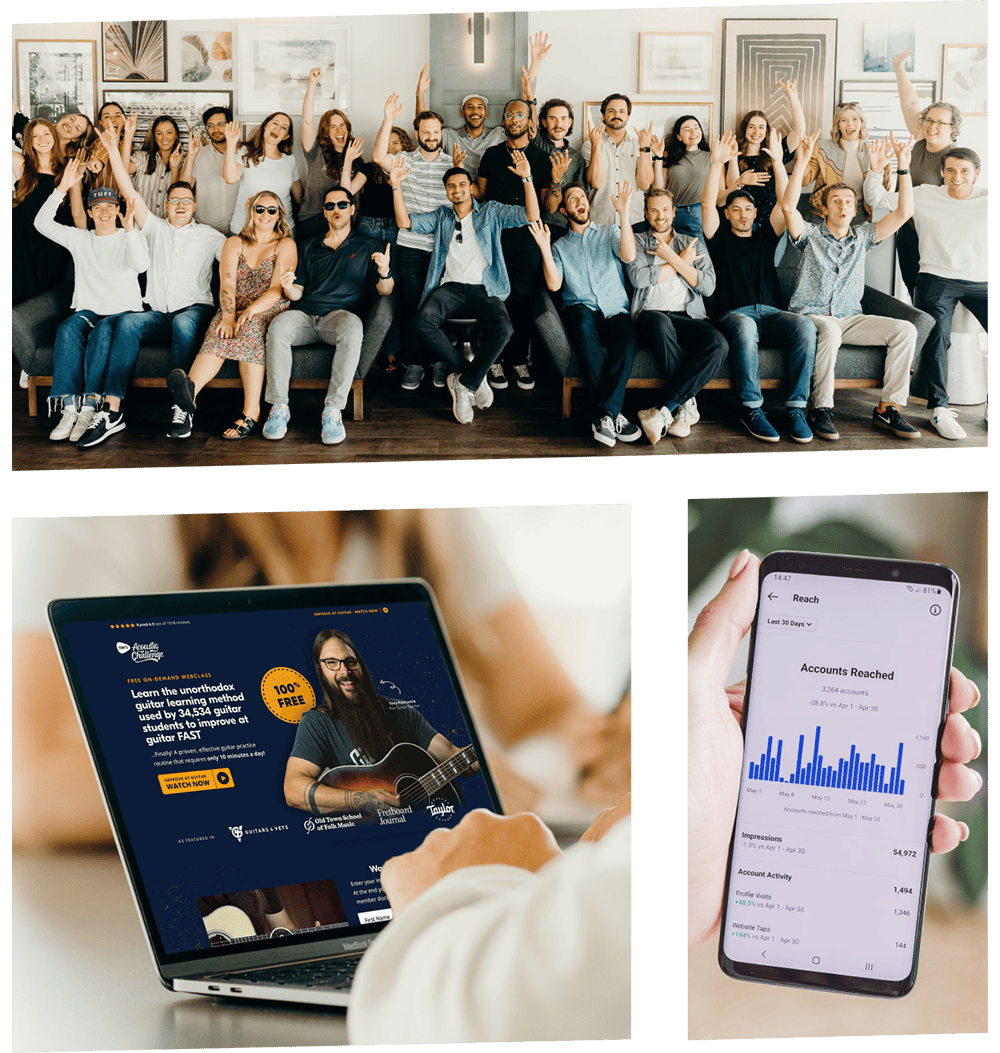 TUFF
Rated 4.9 out of 1918 reviews
IMPROVE AT GUITAR - WATCH NOW
TONY'S
Acoustic
Challenge
FREE ON-DEMAND WEBCLASS
Learn the unorthodox
guitar learning method
used by 34,534 guitar
students to improve at
guitar FAST
...Finally! A proven, effective guitar practice
routine that requires only 10 minutes a day!
IMPROVE AT GUITAR
WATCH NOW
100%
FREE
Tony Polecastro
Your Guitar Teacher
AS FEATURED IN
GUITARS 4 VETS
Old Town School
of Folk Music
Fretboard
Journal
Taylor
Enter your
At the end
member disc
First Name
MacBook
14:47
81%
Reach
Last 30 Days
Accounts Reached
3,264 accounts
-28.8% vs Apr 1 - Apr 30
1,160
580
0
May 1
May 8
May 15
May 22
May 30
Accounts reached from May 1 - May 30
Impressions
54,972
-7.3% vs Apr 1 - Apr 30
Account Activity
1,494
Profile Visits
1,346
+48.5% vs Apr 1 - Apr 30
Website Taps
144
+144% vs Apr 1 - Apr 30